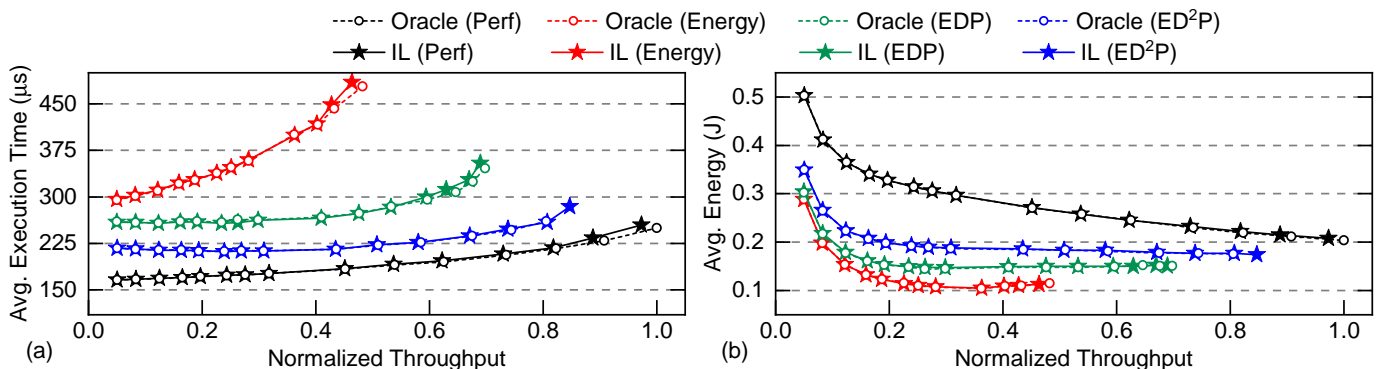 Oracle (Perf) Oracle (Energy) Oracle (EDP) Oracle (ED²P)
IL (Perf) IL (Energy) IL (EDP) IL (ED²P)
Avg. Execution Time (μs)
450
375
300
225
150
0.0 0.2 0.4 0.6 0.8 1.0
Normalized Throughput
(a)
Avg. Energy (J)
0.5
0.4
0.3
0.2
0.1
0.0 0.2 0.4 0.6 0.8 1.0
Normalized Throughput
(b)